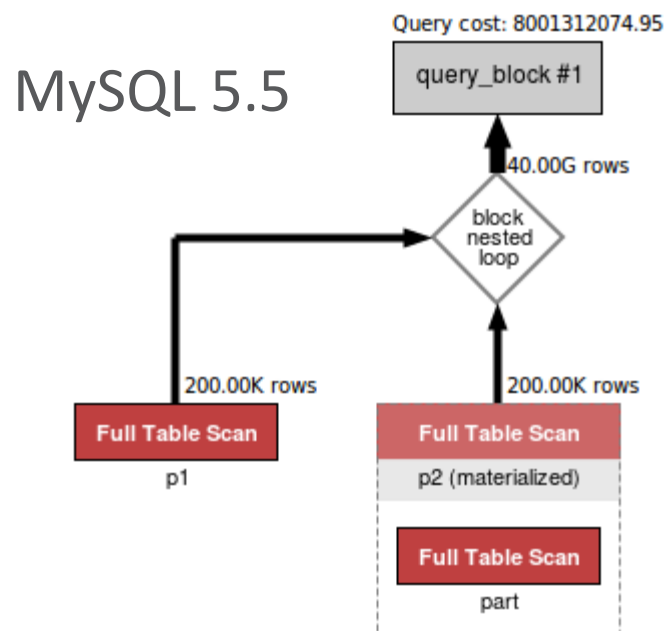 Query cost: 8001312074.95
MySQL 5.5
query_block #1
40.00G rows
block
nested
loop
200.00K rows
200.00K rows
Full Table Scan
Full Table Scan
p1
p2 (materialized)
Full Table Scan
part